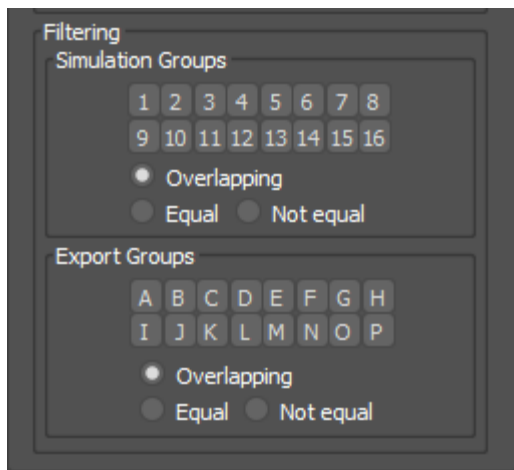 Filtering
Simulation Groups
1 2 3 4 5 6 7 8
9 10 11 12 13 14 15 16
Overlapping
Equal Not equal
Export Groups
A B C D E F G H
I J K L M N O P
Overlapping
Equal Not equal